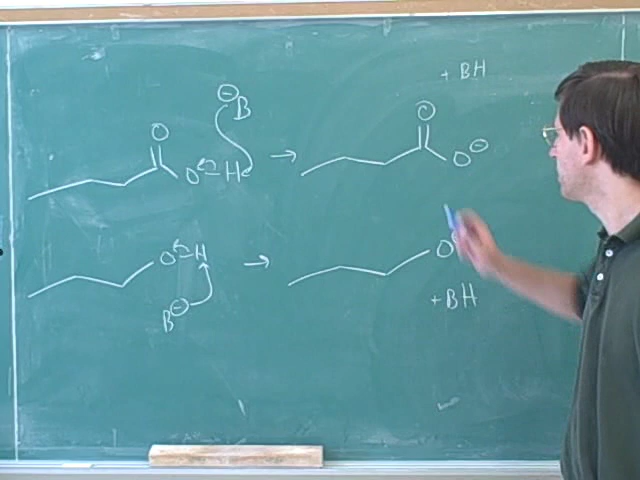 + BH
⊖
B
O
O H → O
O ⊖
O H → O
B ⊖
+ BH